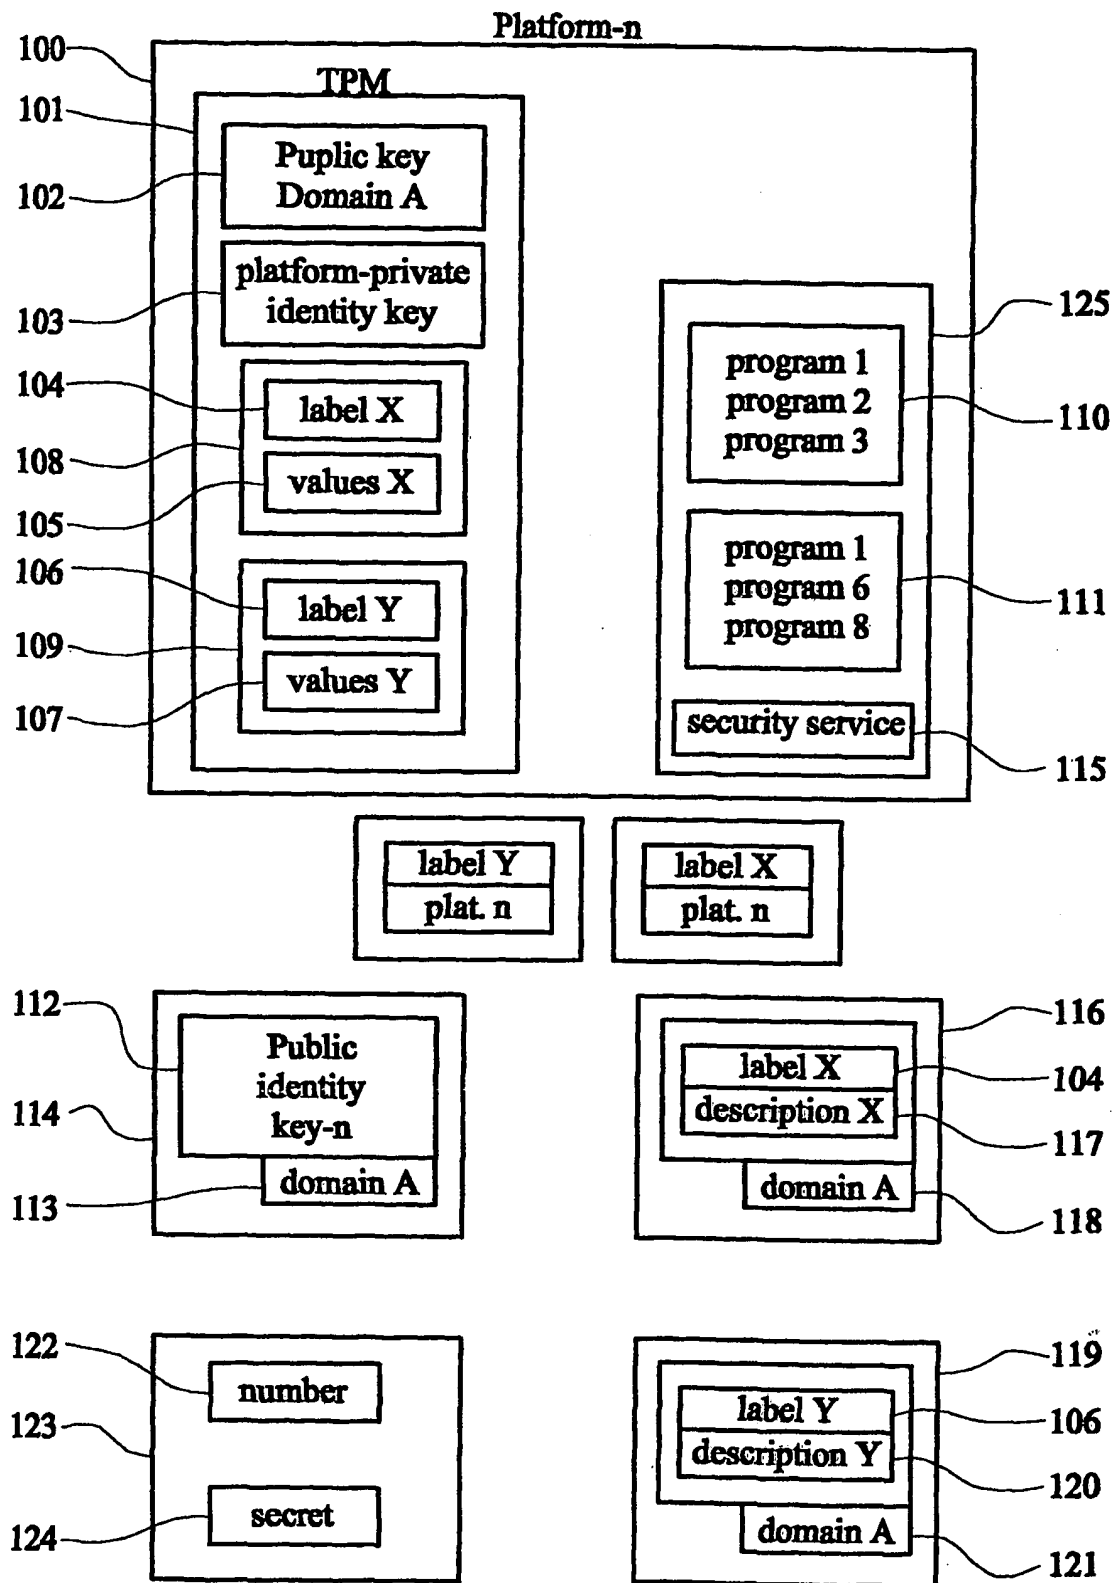 Platform-n
100
TPM
101
Puplic key
Domain A
102
platform-private
identity key
103
125
program 1
program 2
program 3
110
104
label X
108
values X
105
program 1
program 6
program 8
111
106
label Y
109
values Y
107
security service
115
label Y
plat. n
label X
plat. n
112
Public
identity
key-n
114
domain A
113
116
label X
104
description X
117
domain A
118
122
number
123
secret
124
119
label Y
106
description Y
120
domain A
121